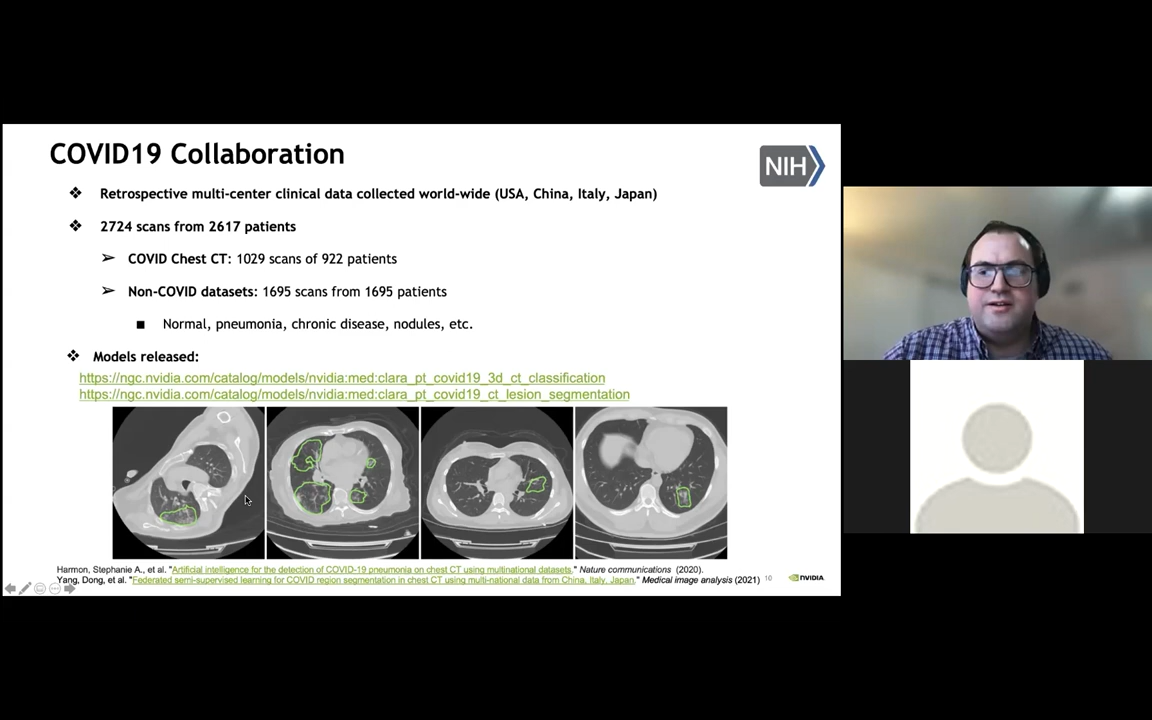 COVID19 Collaboration
NIH
❖ Retrospective multi-center clinical data collected world-wide (USA, China, Italy, Japan)
❖ 2724 scans from 2617 patients
➢ COVID Chest CT: 1029 scans of 922 patients
➢ Non-COVID datasets: 1695 scans from 1695 patients
■ Normal, pneumonia, chronic disease, nodules, etc.
❖ Models released:
https://ngc.nvidia.com/catalog/models/nvidia:med:clara_pt_covid19_3d_ct_classification
https://ngc.nvidia.com/catalog/models/nvidia:med:clara_pt_covid19_ct_lesion_segmentation
Harmon, Stephanie A., et al. "Artificial intelligence for the detection of COVID-19 pneumonia on chest CT using multinational datasets." Nature communications (2020).
Yang, Dong, et al. "Federated semi-supervised learning for COVID region segmentation in chest CT using multi-national data from China, Italy, Japan." Medical image analysis (2021)
10
NVIDIA